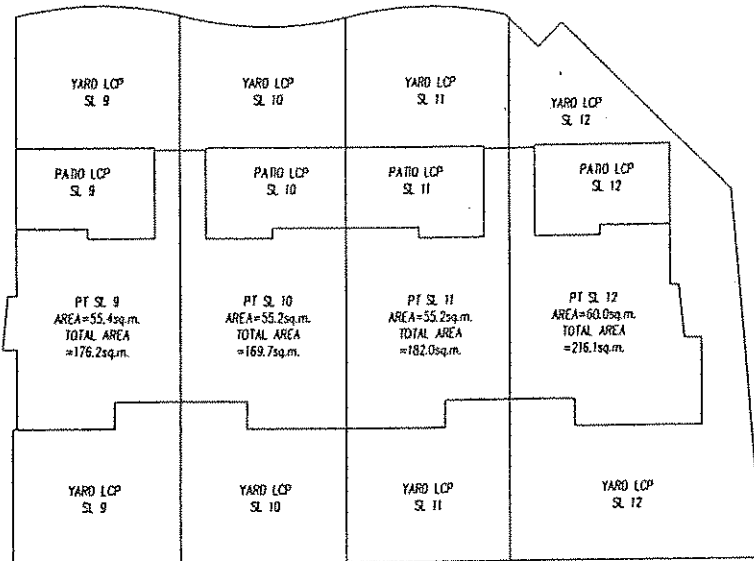 YARD LCP
SL 9
YARD LCP
SL 10
YARD LCP
SL 11
YARD LCP
SL 12
PATIO LCP
SL 9
PATIO LCP
SL 10
PATIO LCP
SL 11
PATIO LCP
SL 12
PT SL 9
AREA=55.4sq.m.
TOTAL AREA
=176.2sq.m.
PT SL 10
AREA=55.2sq.m.
TOTAL AREA
=169.7sq.m.
PT SL 11
AREA=55.2sq.m.
TOTAL AREA
=182.0sq.m.
PT SL 12
AREA=60.0sq.m.
TOTAL AREA
=216.1sq.m.
YARD LCP
SL 9
YARD LCP
SL 10
YARD LCP
SL 11
YARD LCP
SL 12